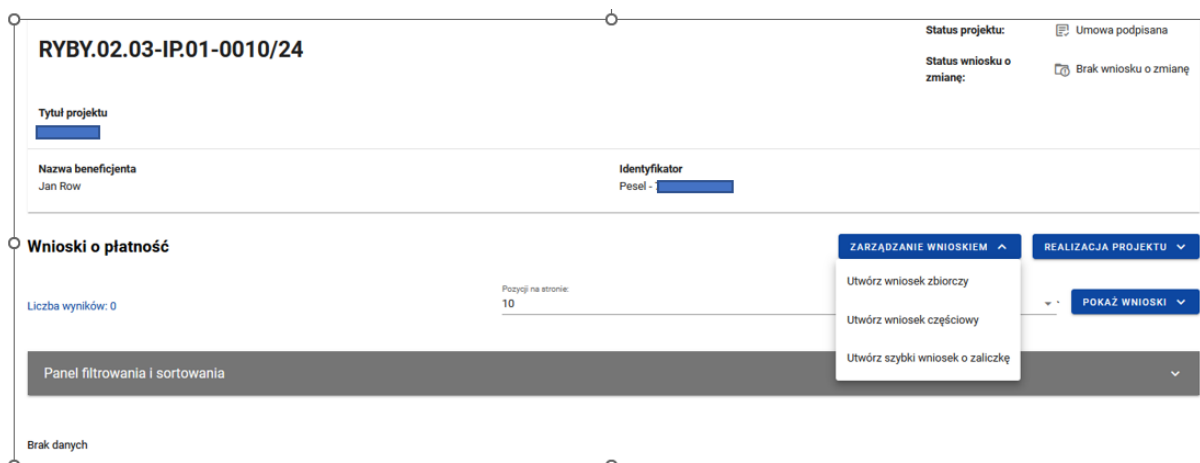 RYBY.02.03-IP.01-0010/24
Status projektu: Umowa podpisana
Status wniosku o zmianę: Brak wniosku o zmianę
Tytuł projektu
Nazwa beneficjenta
Jan Row
Identyfikator
Pesel -
Wnioski o płatność
ZARZĄDZANIE WNIOSKIEM
REALIZACJA PROJEKTU
Utwórz wniosek zbiorczy
Utwórz wniosek częściowy
Utwórz szybki wniosek o zaliczkę
Liczba wyników: 0
Pozycji na stronie:
10
POKAŻ WNIOSKI
Panel filtrowania i sortowania
Brak danych